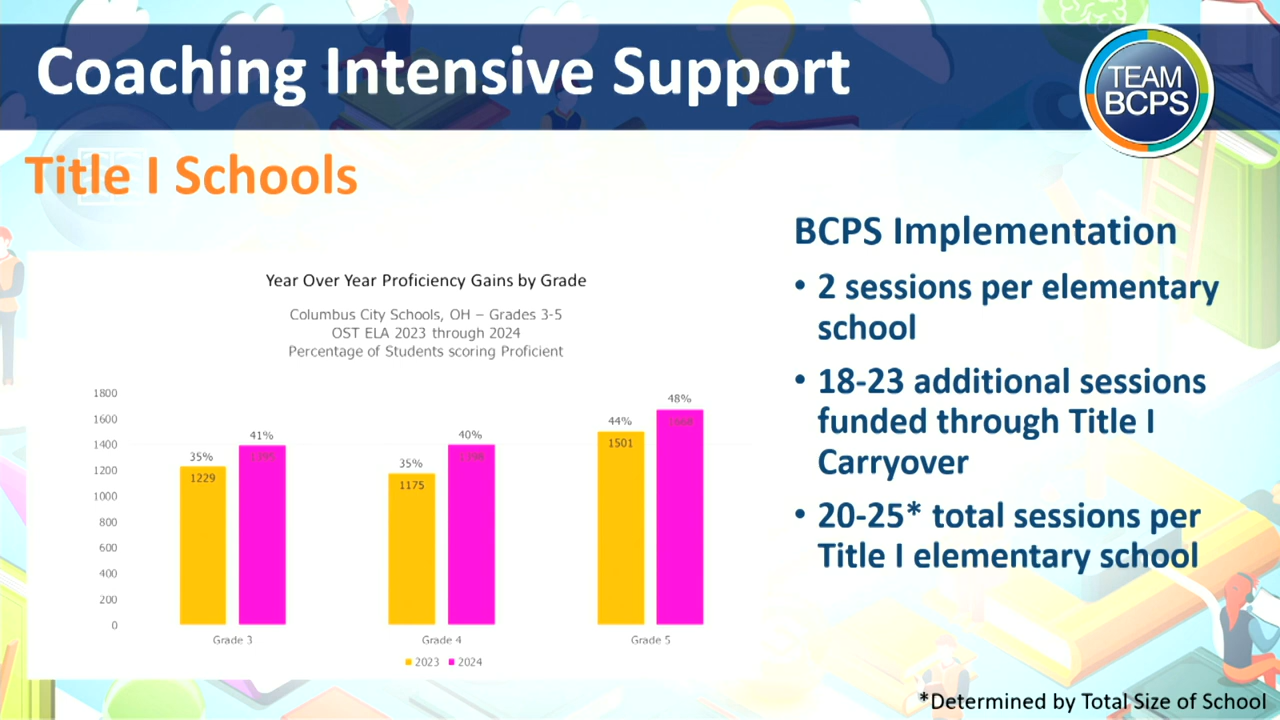 Coaching Intensive Support
TEAM
BCPS
Title I Schools
Year Over Year Proficiency Gains by Grade
Columbus City Schools, OH – Grades 3-5
OST ELA 2023 through 2024
Percentage of Students scoring Proficient
1800
1600
1400
1200
1000
800
600
400
200
0
35%
1229
41%
35%
1175
40%
1398
44%
1501
48%
1668
Grade 3
Grade 4
Grade 5
2023 2024
BCPS Implementation
• 2 sessions per elementary
school
• 18-23 additional sessions
funded through Title I
Carryover
• 20-25* total sessions per
Title I elementary school
*Determined by Total Size of School